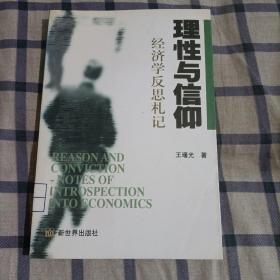 理性与信仰
经济学反思札记
王曙光 著
REASON AND
CONVICTION
—NOTES OF
INTROSPECTION
INTO ECONOMICS
新世界出版社